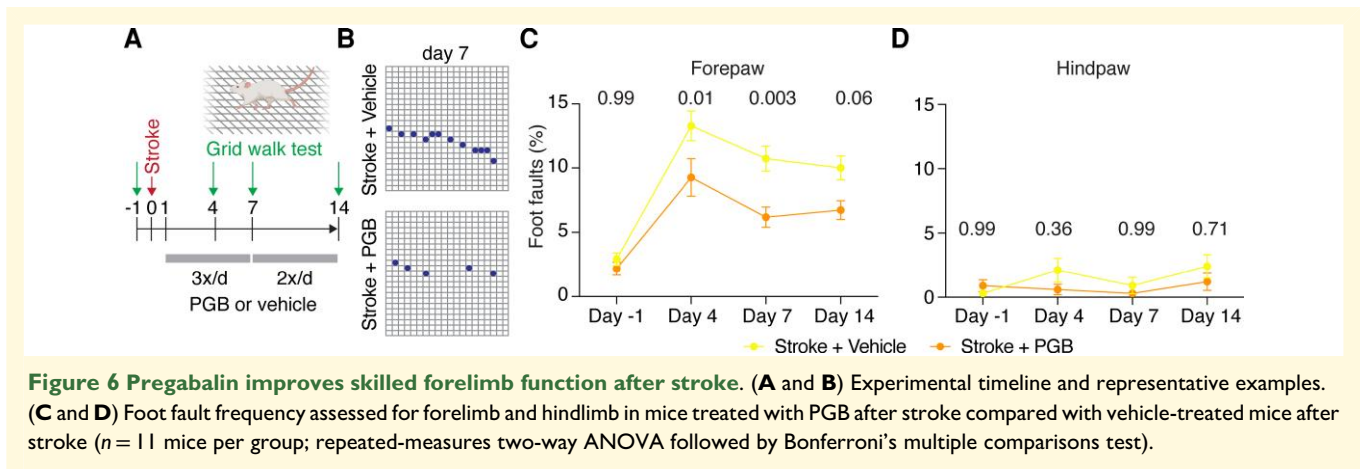 A
Stroke
Grid walk test
-1 0 1 4 7 14
3x/d 2x/d
PGB or vehicle
B
day 7
Stroke + Vehicle
Stroke + PGB
C
Forepaw
0.99 0.01 0.003 0.06
Foot faults (%)
15
10
5
0
Day -1 Day 4 Day 7 Day 14
D
Hindpaw
15
10
5
0
0.99 0.36 0.99 0.71
Day -1 Day 4 Day 7 Day 14
Stroke + Vehicle Stroke + PGB
Figure 6 Pregabalin improves skilled forelimb function after stroke. (A and B) Experimental timeline and representative examples.
(C and D) Foot fault frequency assessed for forelimb and hindlimb in mice treated with PGB after stroke compared with vehicle-treated mice after
stroke (n = 11 mice per group; repeated-measures two-way ANOVA followed by Bonferroni's multiple comparisons test).